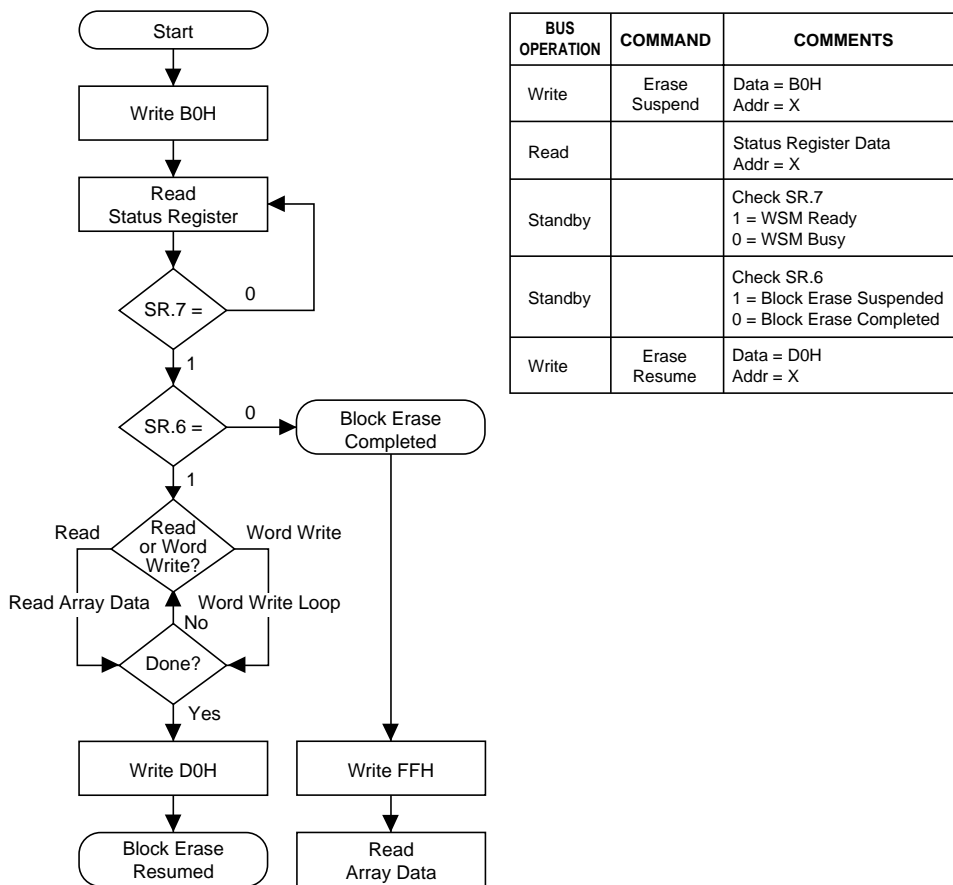 Start
Write B0H
Read
Status Register
SR.7 =
0
1
SR.6 =
0
Block Erase
Completed
1
Read
Read
or Word
Write?
Word Write
Read Array Data
Word Write Loop
No
Done?
Yes
Write D0H
Write FFH
Block Erase
Resumed
Read
Array Data
BUS
OPERATION
COMMAND
COMMENTS
Write
Erase
Suspend
Data = B0H
Addr = X
Read
Status Register Data
Addr = X
Standby
Check SR.7
1 = WSM Ready
0 = WSM Busy
Standby
Check SR.6
1 = Block Erase Suspended
0 = Block Erase Completed
Write
Erase
Resume
Data = D0H
Addr = X